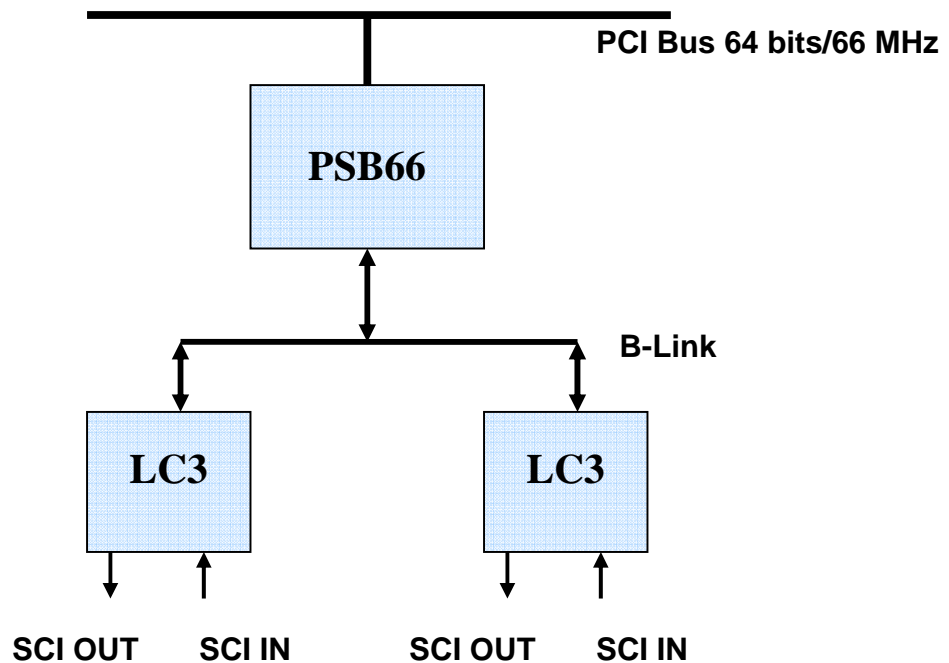 PCI Bus 64 bits/66 MHz
PSB66
B-Link
LC3
LC3
SCI OUT
SCI IN
SCI OUT
SCI IN